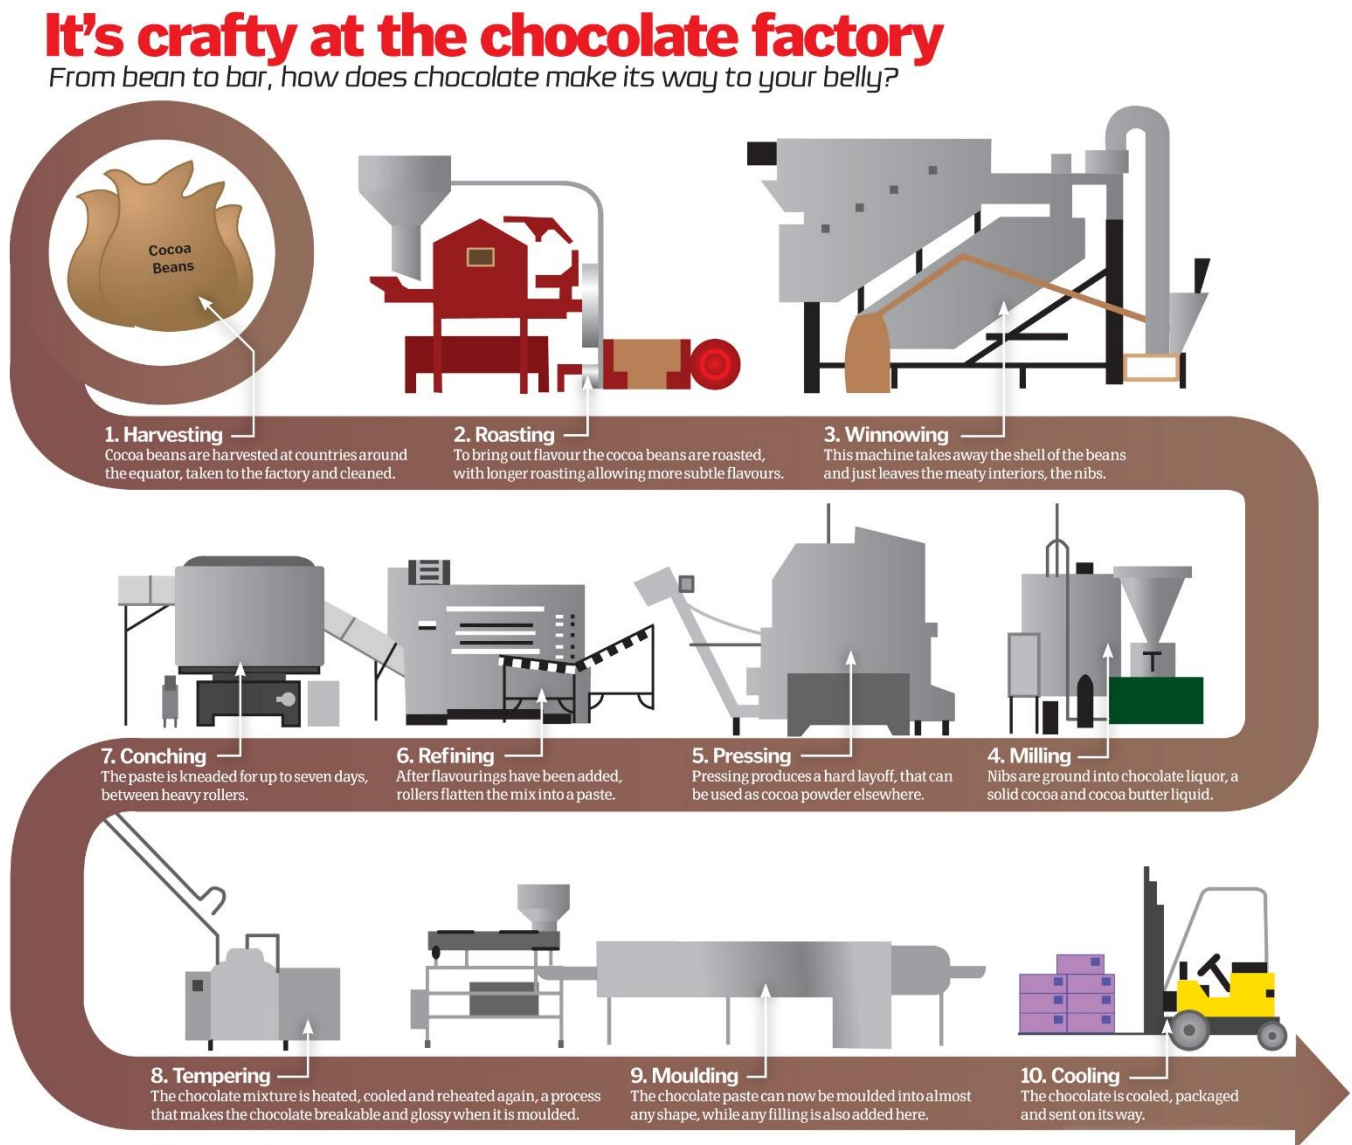 It's crafty at the chocolate factory
From bean to bar, how does chocolate make its way to your belly?
Cocoa
Beans
1. Harvesting
Cocoa beans are harvested at countries around
the equator, taken to the factory and cleaned.
2. Roasting
To bring out flavour the cocoa beans are roasted,
with longer roasting allowing more subtle flavours.
3. Winnowing
This machine takes away the shell of the beans
and just leaves the meaty interiors, the nibs.
4. Milling
Nibs are ground into chocolate liquor, a
solid cocoa and cocoa butter liquid.
5. Pressing
Pressing produces a hard layoff, that can
be used as cocoa powder elsewhere.
6. Refining
After flavourings have been added,
rollers flatten the mix into a paste.
7. Conching
The paste is kneaded for up to seven days,
between heavy rollers.
8. Tempering
The chocolate mixture is heated, cooled and reheated again, a process
that makes the chocolate breakable and glossy when it is moulded.
9. Moulding
The chocolate paste can now be moulded into almost
any shape, while any filling is also added here.
10. Cooling
The chocolate is cooled, packaged
and sent on its way.